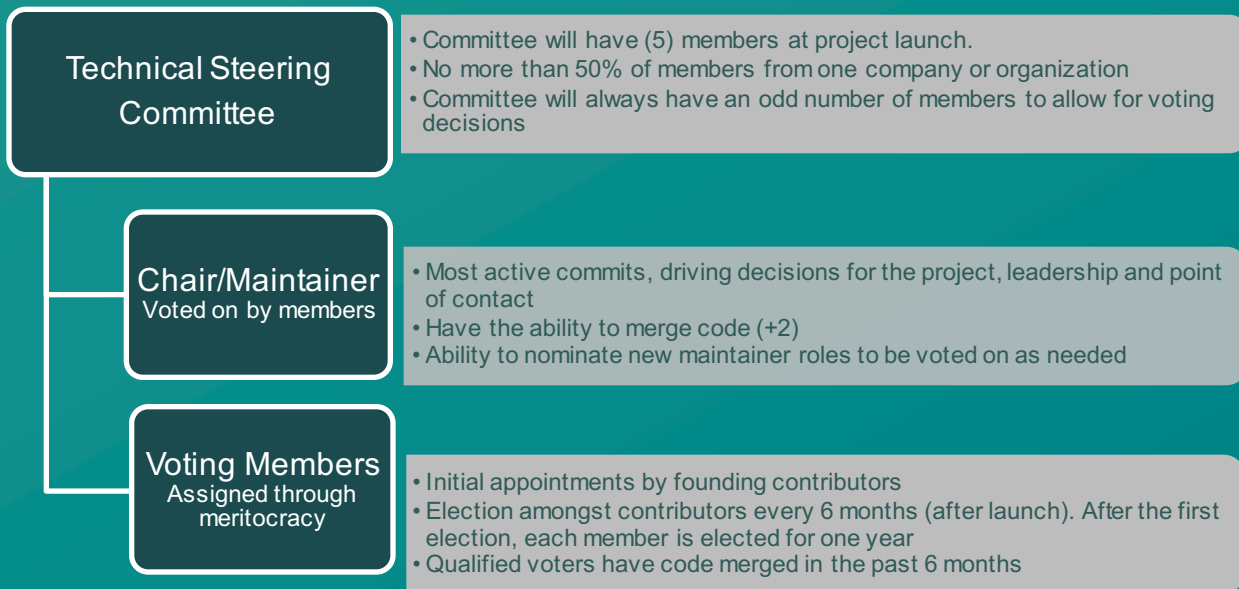 Technical Steering
Committee
• Committee will have (5) members at project launch.
• No more than 50% of members from one company or organization
• Committee will always have an odd number of members to allow for voting
decisions
Chair/Maintainer
Voted on by members
• Most active commits, driving decisions for the project, leadership and point
of contact
• Have the ability to merge code (+2)
• Ability to nominate new maintainer roles to be voted on as needed
Voting Members
Assigned through
meritocracy
• Initial appointments by founding contributors
• Election amongst contributors every 6 months (after launch). After the first
election, each member is elected for one year
• Qualified voters have code merged in the past 6 months